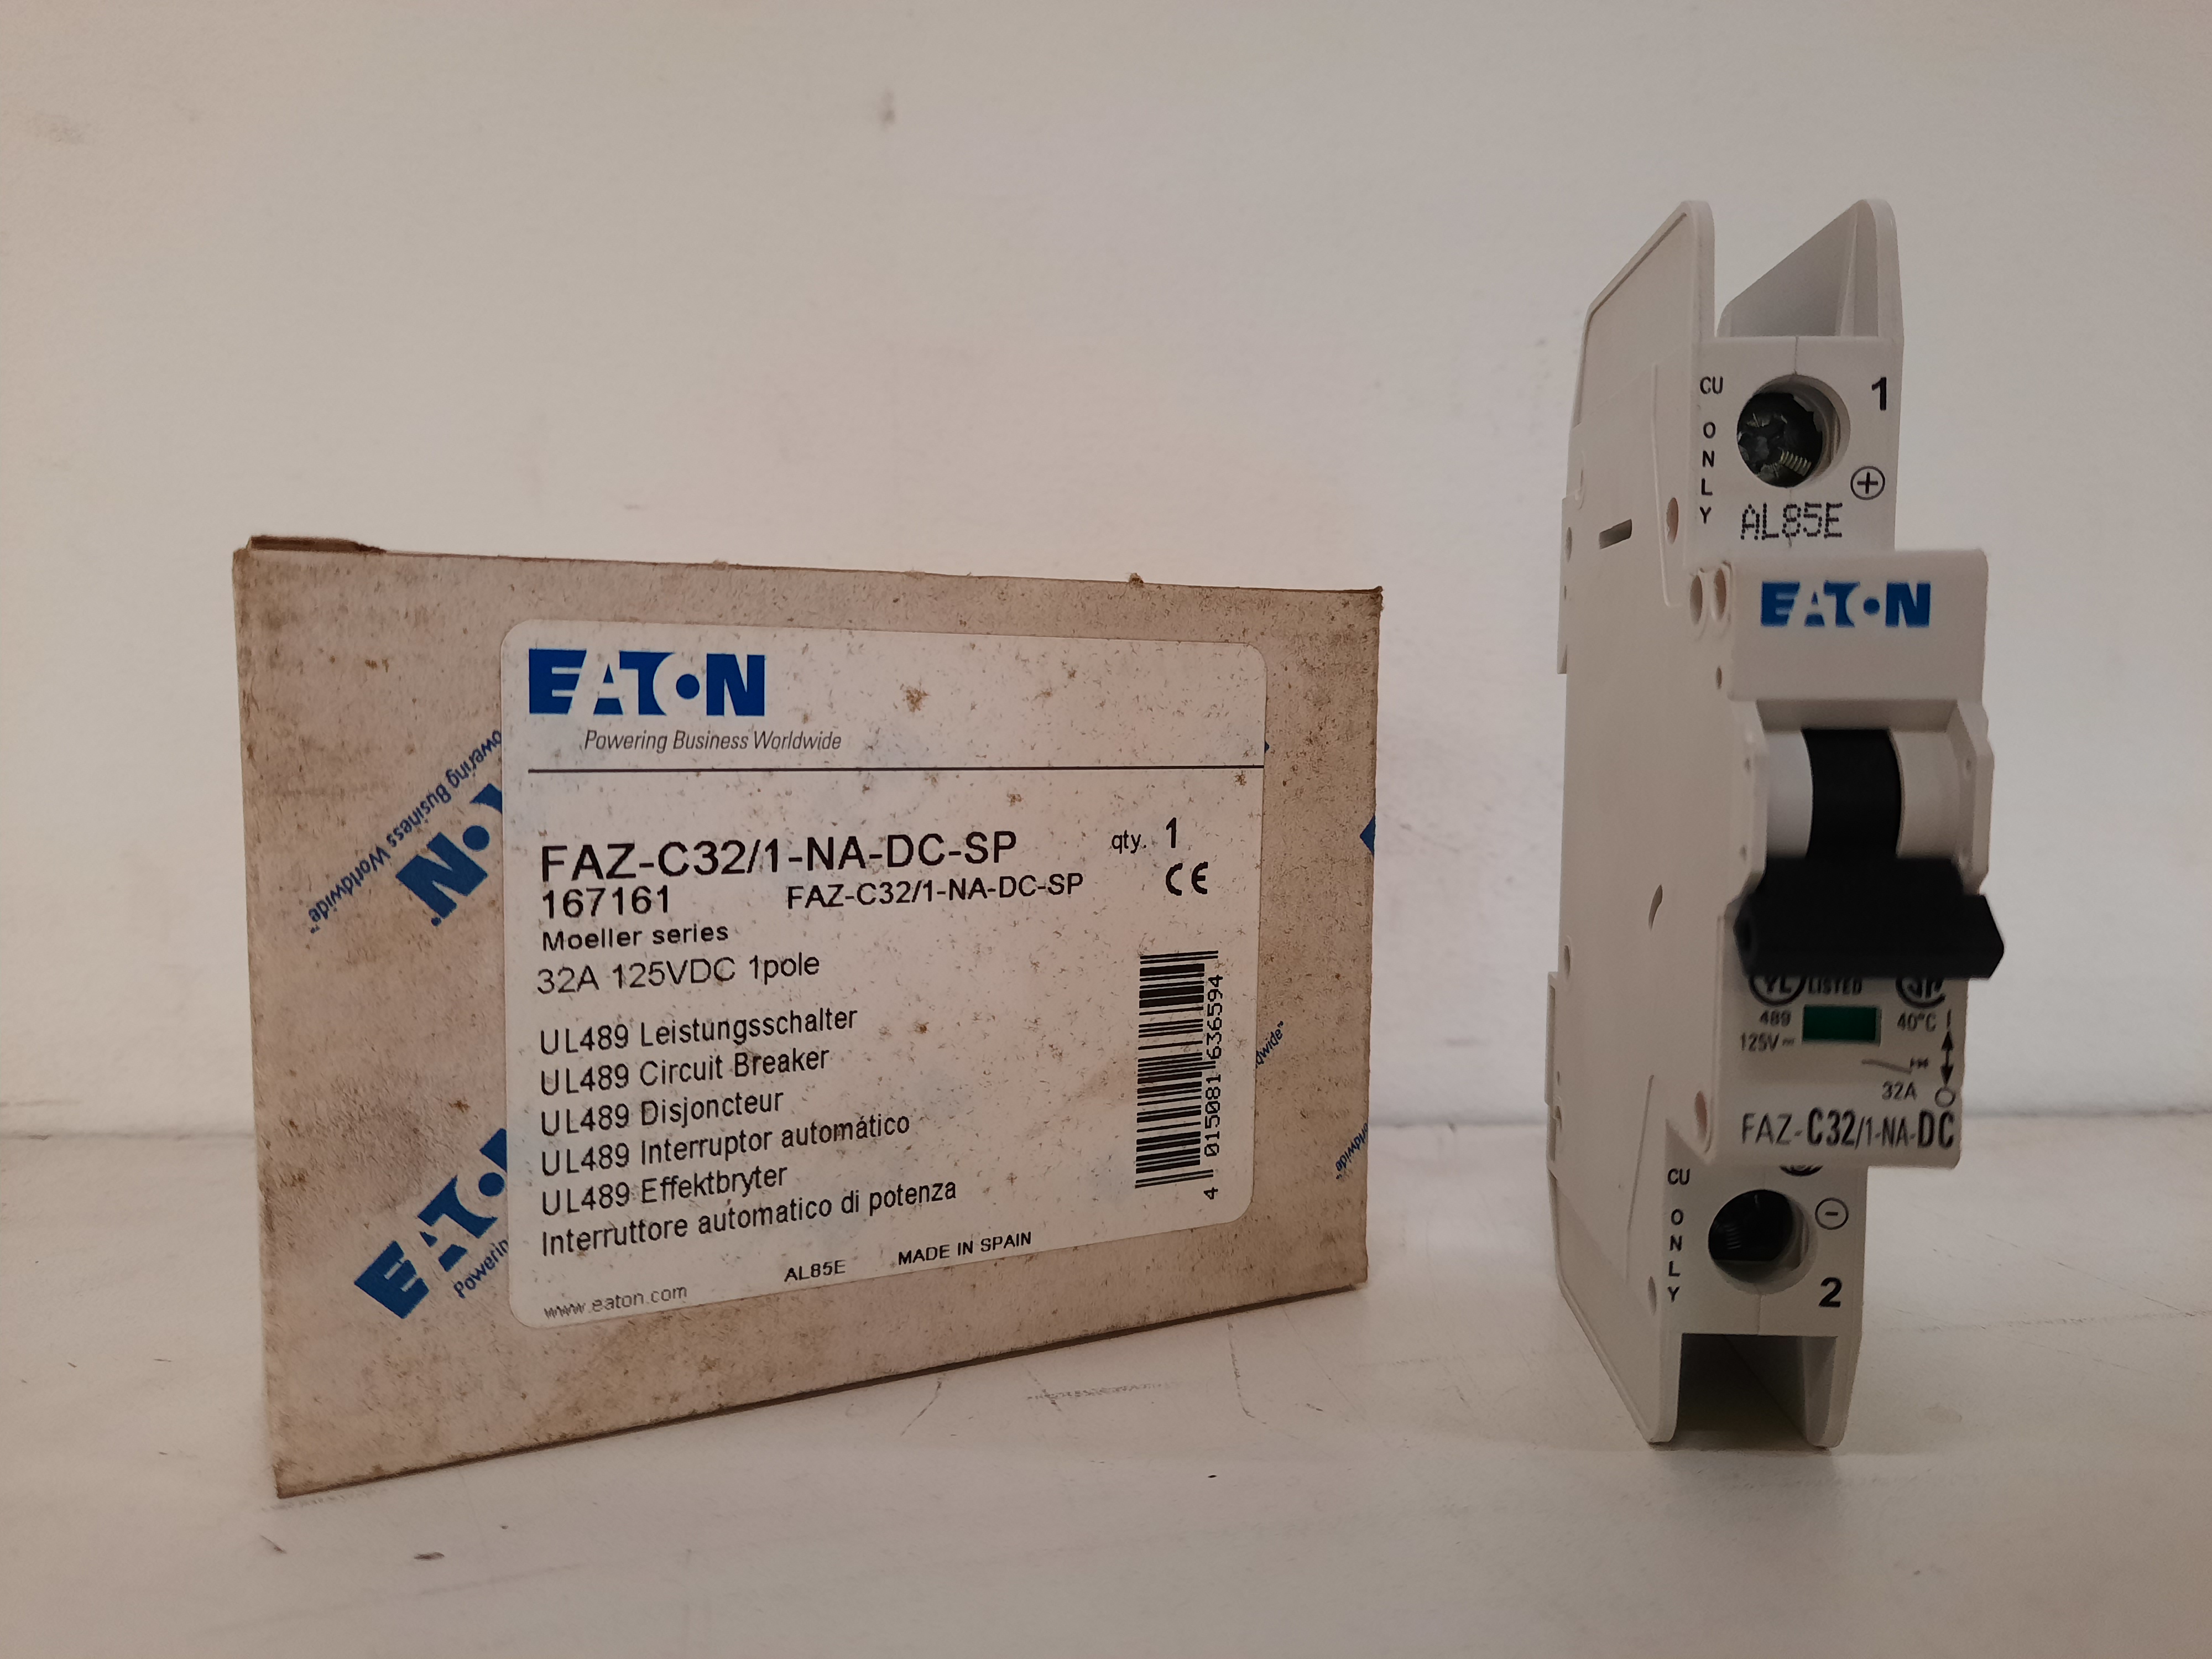 EATON
Powering Business Worldwide
FAZ-C32/1-NA-DC-SP
qty. 1
167161 FAZ-C32/1-NA-DC-SP
CE
Moeller series
32A 125VDC 1pole
UL489 Leistungsschalter
UL489 Circuit Breaker
UL489 Disjoncteur
UL489 Interruptor automático
UL489 Effektbryter
Interruttore automatico di potenza
4 015081 636594
www.eaton.com
AL85E
MADE IN SPAIN
Powering Business Worldwide
EATON
CU ONLY
1
+
AL85E
EATON
LISTED
489
125V
40°C
I
32A
O
FAZ-C32/1-NA-DC
CU ONLY
-
2